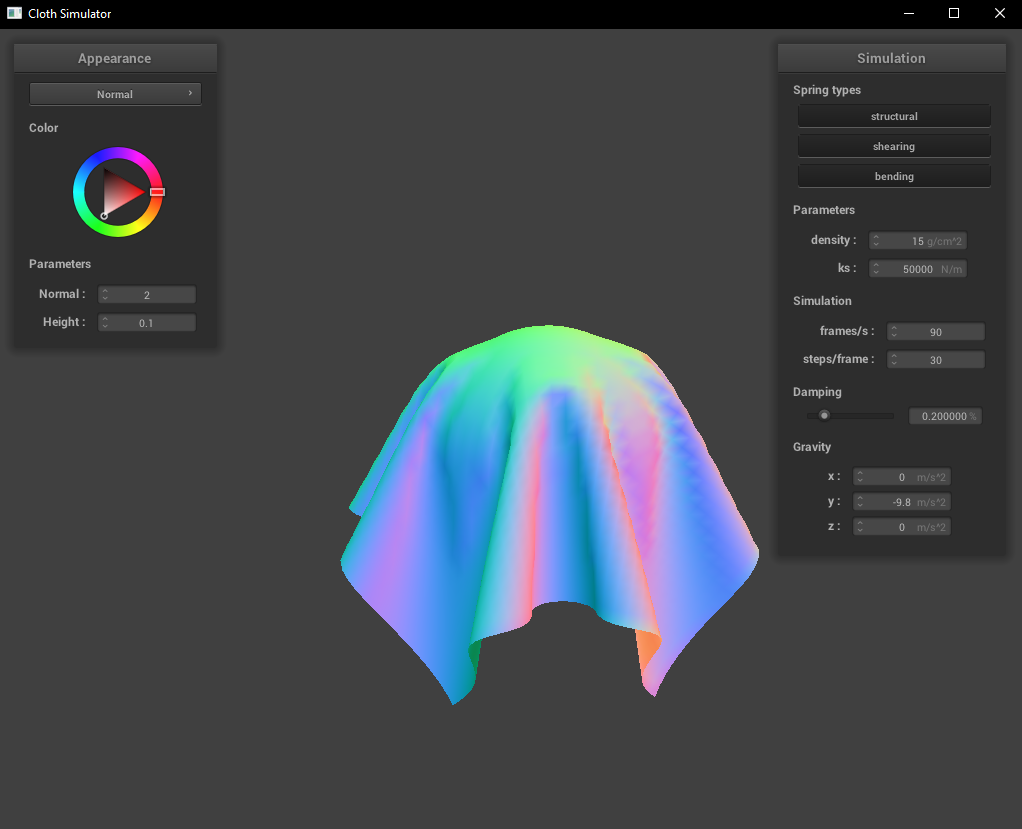 Cloth Simulator
Appearance
Normal
Color
Parameters
Normal : 2
Height : 0.1
Simulation
Spring types
structural
shearing
bending
Parameters
density : 15 g/cm^2
ks : 50000 N/m
Simulation
frames/s : 90
steps/frame : 30
Damping
0.200000 %
Gravity
x : 0 m/s^2
y : -9.8 m/s^2
z : 0 m/s^2